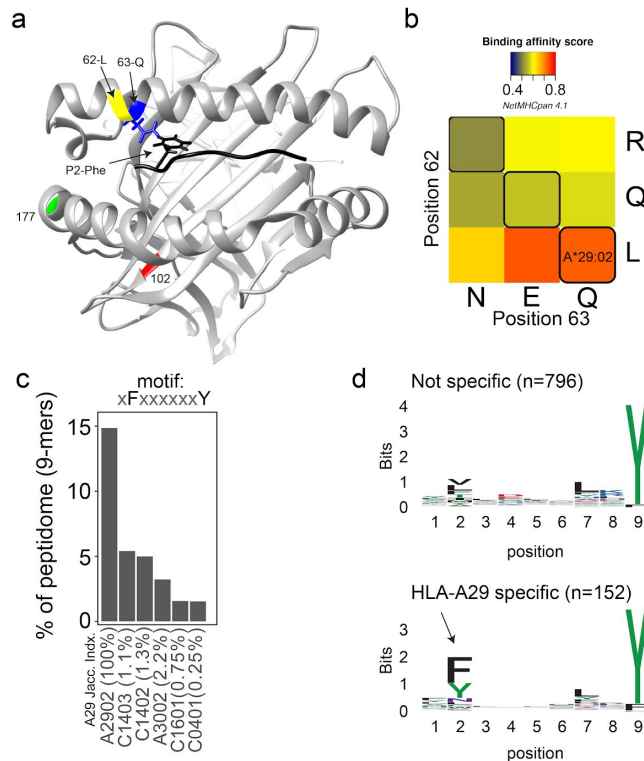 a
62-L
63-Q
P2-Phe
177
102
b
Binding affinity score
0.4 0.8
NetMHCpan 4.1
Position 62
R
Q
L
A*29:02
N E Q
Position 63
c
motif:
xFxxxxxxY
% of peptidome (9-mers)
15
10
5
0
A29 Jacc. Indx.
A2902 (100%)
C1403 (1.1%)
C1402 (1.3%)
A3002 (2.2%)
C1601(0.75%)
C0401(0.25%)
d
Not specific (n=796)
Bits
4
3
2
1
0
Y
1 2 3 4 5 6 7 8 9
position
HLA-A29 specific (n=152)
Bits
3
2
1
0
F
Y
Y
1 2 3 4 5 6 7 8 9
position